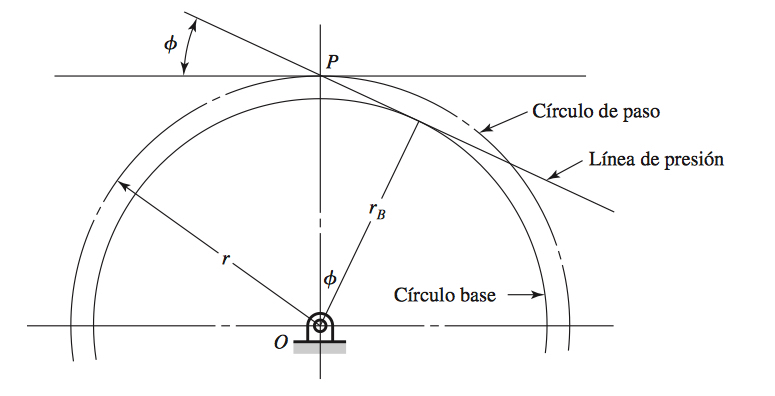 ϕ
P
Círculo de paso
Línea de presión
r_B
r
ϕ
Círculo base
O